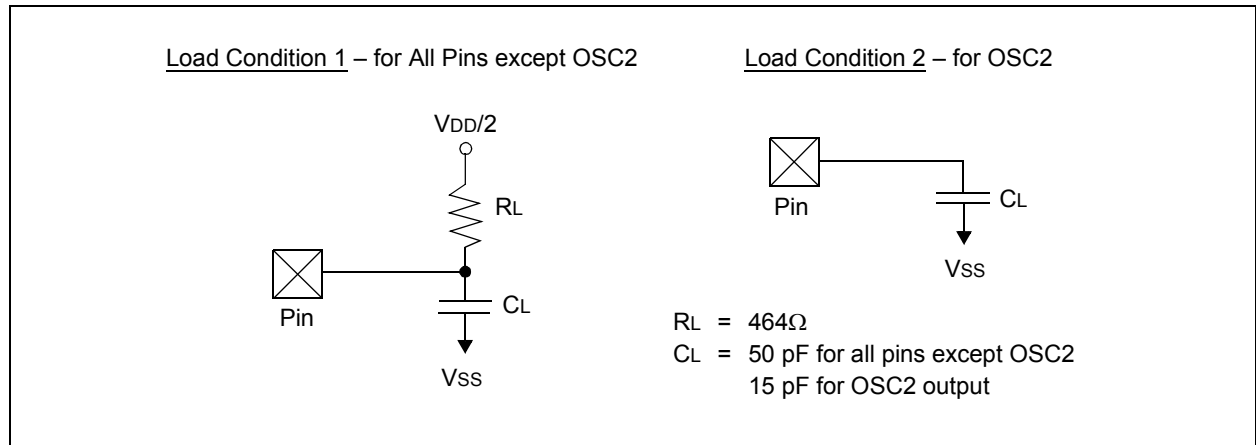 Load Condition 1 – for All Pins except OSC2
VDD/2
RL
Pin
CL
VSS
Load Condition 2 – for OSC2
Pin
CL
VSS
RL = 464Ω
CL = 50 pF for all pins except OSC2
15 pF for OSC2 output